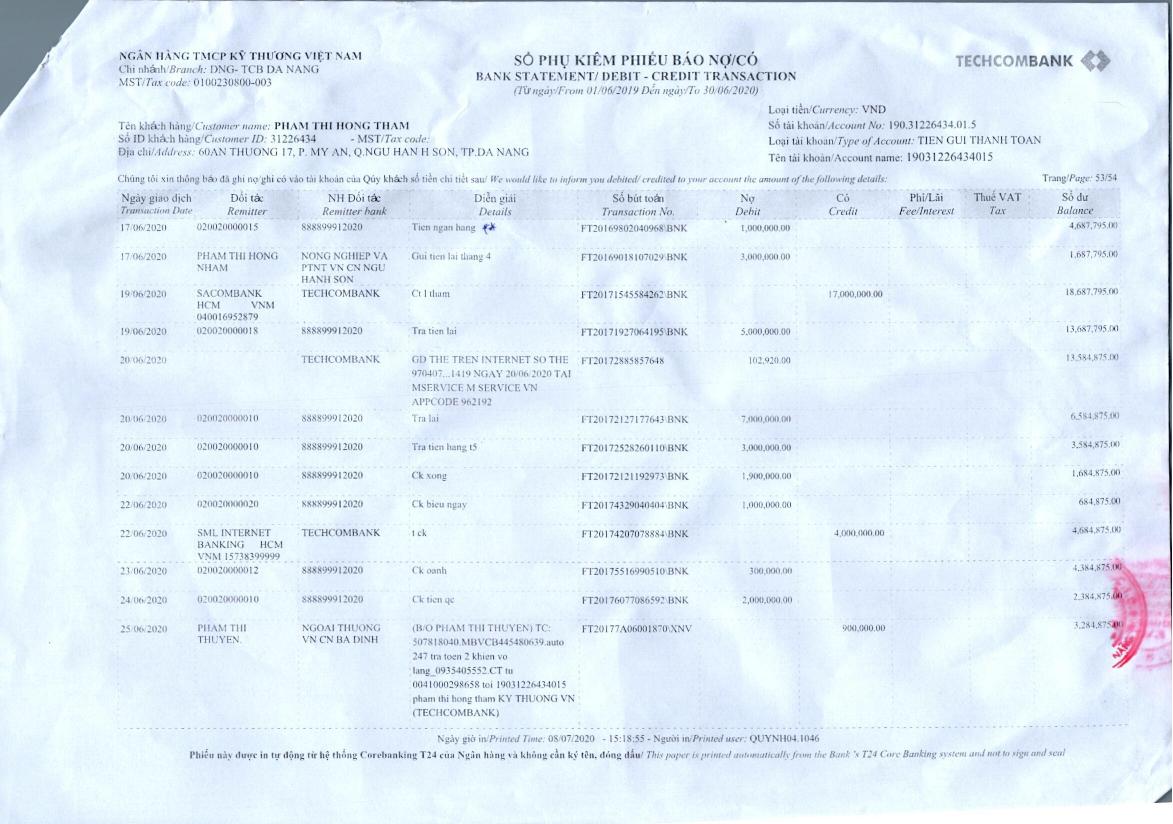 NGÂN HÀNG TMCP KỸ THƯƠNG VIỆT NAM
Chi nhánh/Branch: DNG- TCB DA NANG
MST/Tax code: 0100230800-003
SỔ PHỤ KIÊM PHIẾU BÁO NỢ/CÓ
BANK STATEMENT/ DEBIT - CREDIT TRANSACTION
(Từ ngày/From 01/06/2019 Đến ngày/To 30/06/2020)
TECHCOMBANK
Loại tiền/Currency: VND
Số tài khoản/Account No: 190.31226434.01.5
Loại tài khoản/Type of Account: TIEN GUI THANH TOAN
Tên tài khoản/Account name: 19031226434015
Tên khách hàng/Customer name: PHAM THI HONG THAM
Số ID khách hàng/Customer ID: 31226434 - MST/Tax code:
Địa chỉ/Address: 60AN THUONG 17, P. MY AN, Q.NGU HAN H SON, TP.DA NANG
Chúng tôi xin thông báo đã ghi nợ/ghi có vào tài khoản của Qúy khách số tiền chi tiết sau/ We would like to inform you debited/ credited to your account the amount of the following details:
Trang/Page: 53/54
Ngày giao dịch Đối tác NH Đối tác Diễn giải Số bút toán Nợ Có Phí/Lãi Thuế VAT Số dư
Transaction Date Remitter Remitter bank Details Transaction No. Debit Credit Fee/Interest Tax Balance
17/06/2020 020020000015 888899912020 Tien ngan hang FT20169802040968\BNK 1,000,000.00 4,687,795.00
17/06/2020 PHAM THI HONG NONG NGHIEP VA Gui tien lai thang 4 FT20169018107029\BNK 3,000,000.00 1,687,795.00
NHAM PTNT VN CN NGU
HANH SON
19/06/2020 SACOMBANK TECHCOMBANK Ct l tham FT20171545584262\BNK 17,000,000.00 18,687,795.00
HCM VNM
040016952879
19/06/2020 020020000018 888899912020 Tra tien lai FT20171927064195\BNK 5,000,000.00 13,687,795.00
20/06/2020 TECHCOMBANK GD THE TREN INTERNET SO THE FT20172885857648 102,920.00 13,584,875.00
970407...1419 NGAY 20/06/2020 TAI
MSERVICE M SERVICE VN
APPCODE 962192
20/06/2020 020020000010 888899912020 Tra lai FT20172127177643\BNK 7,000,000.00 6,584,875.00
20/06/2020 020020000010 888899912020 Tra tien hang t5 FT20172528260110\BNK 3,000,000.00 3,584,875.00
20/06/2020 020020000010 888899912020 Ck xong FT20172121192973\BNK 1,900,000.00 1,684,875.00
22/06/2020 020020000020 888899912020 Ck bieu ngay FT20174329040404\BNK 1,000,000.00 684,875.00
22/06/2020 SML INTERNET TECHCOMBANK t ck FT20174207078884\BNK 4,000,000.00 4,684,875.00
BANKING HCM
VNM 15738399999
23/06/2020 020020000012 888899912020 Ck oanh FT20175516990510\BNK 300,000.00 4,384,875.00
24/06/2020 020020000010 888899912020 Ck tien qc FT20176077086592\BNK 2,000,000.00 2,384,875.00
25/06/2020 PHAM THI NGOAI THUONG (B/O PHAM THI THUYEN) TC: FT20177A06001870\XNV 900,000.00 3,284,875.00
THUYEN. VN CN BA DINH 507818040.MBVCB445480639.auto
247 tra toen 2 khien vo
lang_0935405552.CT tu
0041000298658 toi 19031226434015
pham thi hong tham KY THUONG VN
(TECHCOMBANK)
NẴNG
Ngày giờ in/Printed Time: 08/07/2020 - 15:18:55 - Người in/Printed user: QUYNH04.1046
Phiếu này được in tự động từ hệ thống Corebanking T24 của Ngân hàng và không cần ký tên, đóng dấu/ This paper is printed automatically from the Bank 's T24 Core Banking system and not to sign and seal